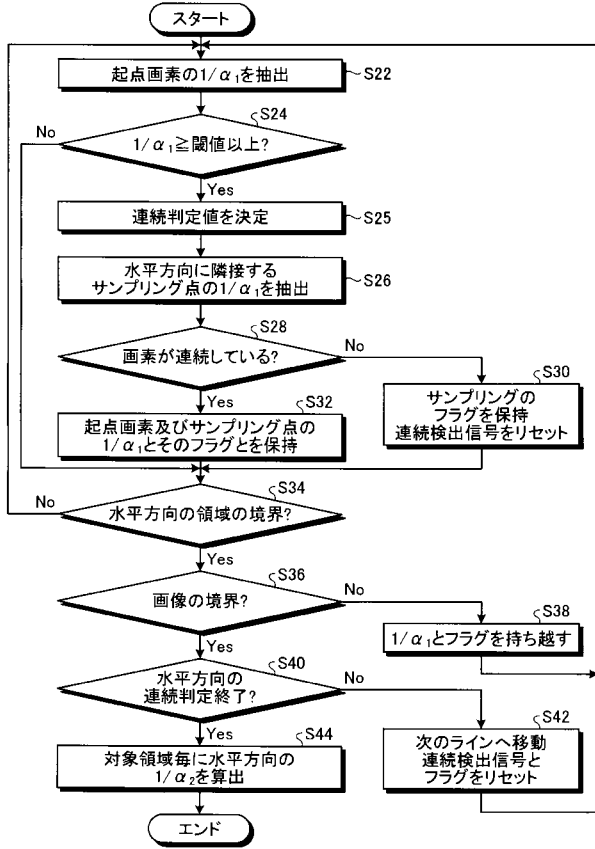 スタート
起点画素の1/α₁を抽出
S22
S24
No
1/α₁≧閾値以上?
Yes
連続判定値を決定
S25
水平方向に隣接する
サンプリング点の1/α₁を抽出
S26
S28
画素が連続している?
No
Yes
S30
サンプリングの
フラグを保持
連続検出信号をリセット
S32
起点画素及びサンプリング点の
1/α₁とそのフラグとを保持
S34
No
水平方向の領域の境界?
Yes
S36
画像の境界?
No
Yes
S38
1/α₁とフラグを持ち越す
S40
水平方向の
連続判定終了?
No
Yes
S42
次のラインへ移動
連続検出信号と
フラグをリセット
S44
対象領域毎に水平方向の
1/α₂を算出
エンド